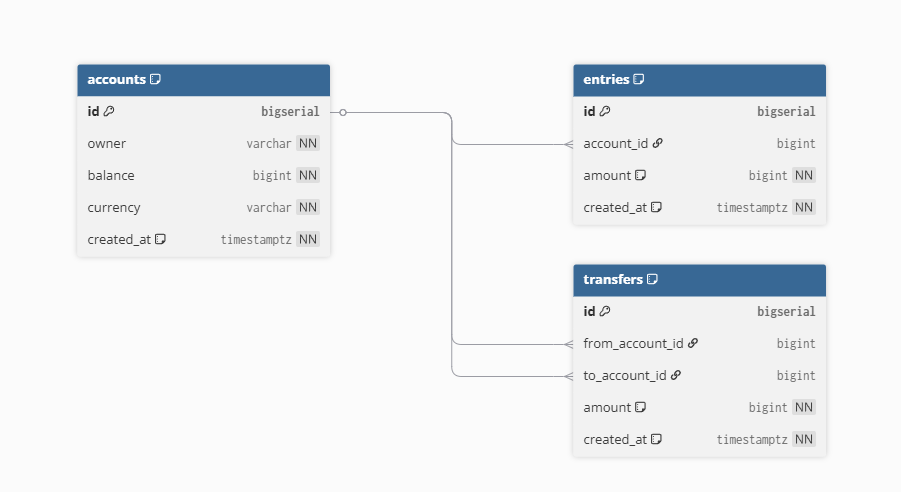 accounts
id bigserial
owner varchar NN
balance bigint NN
currency varchar NN
created_at timestamptz NN
entries
id bigserial
account_id bigint
amount bigint NN
created_at timestamptz NN
transfers
id bigserial
from_account_id bigint
to_account_id bigint
amount bigint NN
created_at timestamptz NN